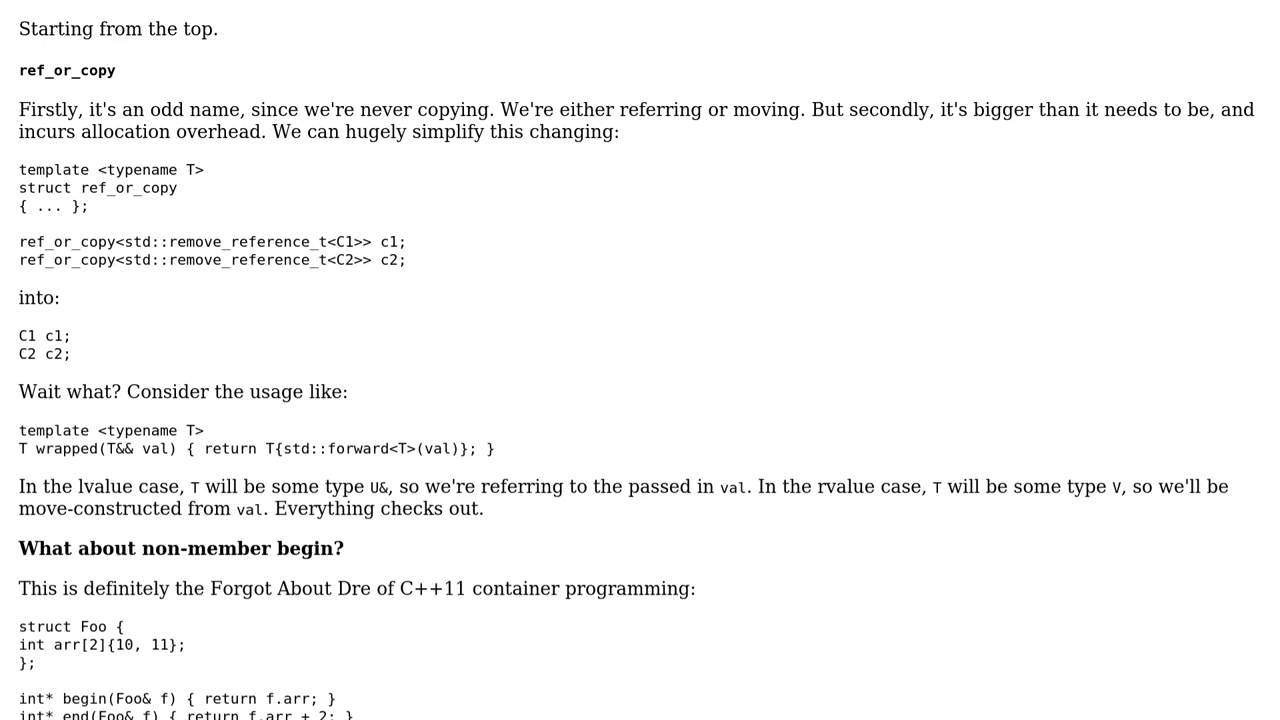 Starting from the top.
ref_or_copy
Firstly, it's an odd name, since we're never copying. We're either referring or moving. But secondly, it's bigger than it needs to be, and
incurs allocation overhead. We can hugely simplify this changing:
template <typename T>
struct ref_or_copy
{ ... };
ref_or_copy<std::remove_reference_t<C1>> c1;
ref_or_copy<std::remove_reference_t<C2>> c2;
into:
C1 c1;
C2 c2;
Wait what? Consider the usage like:
template <typename T>
T wrapped(T&& val) { return T{std::forward<T>(val)}; }
In the lvalue case, T will be some type U&, so we're referring to the passed in val. In the rvalue case, T will be some type V, so we'll be
move-constructed from val. Everything checks out.
What about non-member begin?
This is definitely the Forgot About Dre of C++11 container programming:
struct Foo {
int arr[2]{10, 11};
};
int* begin(Foo& f) { return f.arr; }
int* end(Foo& f) { return f.arr + 2; }